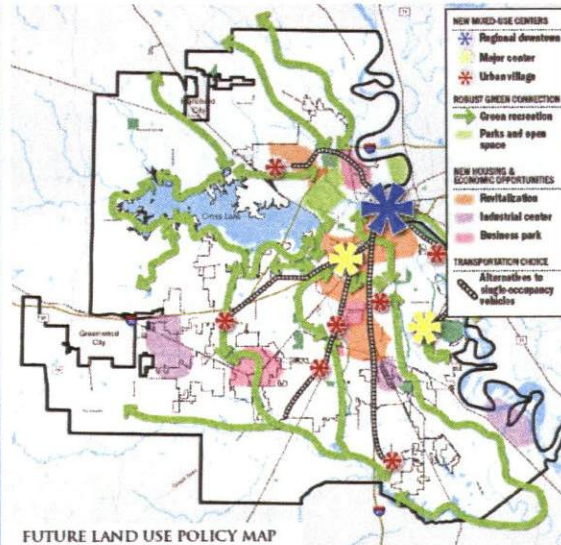 NEW MIXED-USE CENTERS
Regional downtown
Major center
Urban village
ROBUST GREEN CONNECTION
Green recreation
Parks and open
space
NEW HOUSING &
ECONOMIC OPPORTUNITIES
Revitalization
Industrial center
Business park
TRANSPORTATION CHOICE
Alternatives to
single-occupancy
vehicles
City
Cross Lake
Greenwood
City
FUTURE LAND USE POLICY MAP